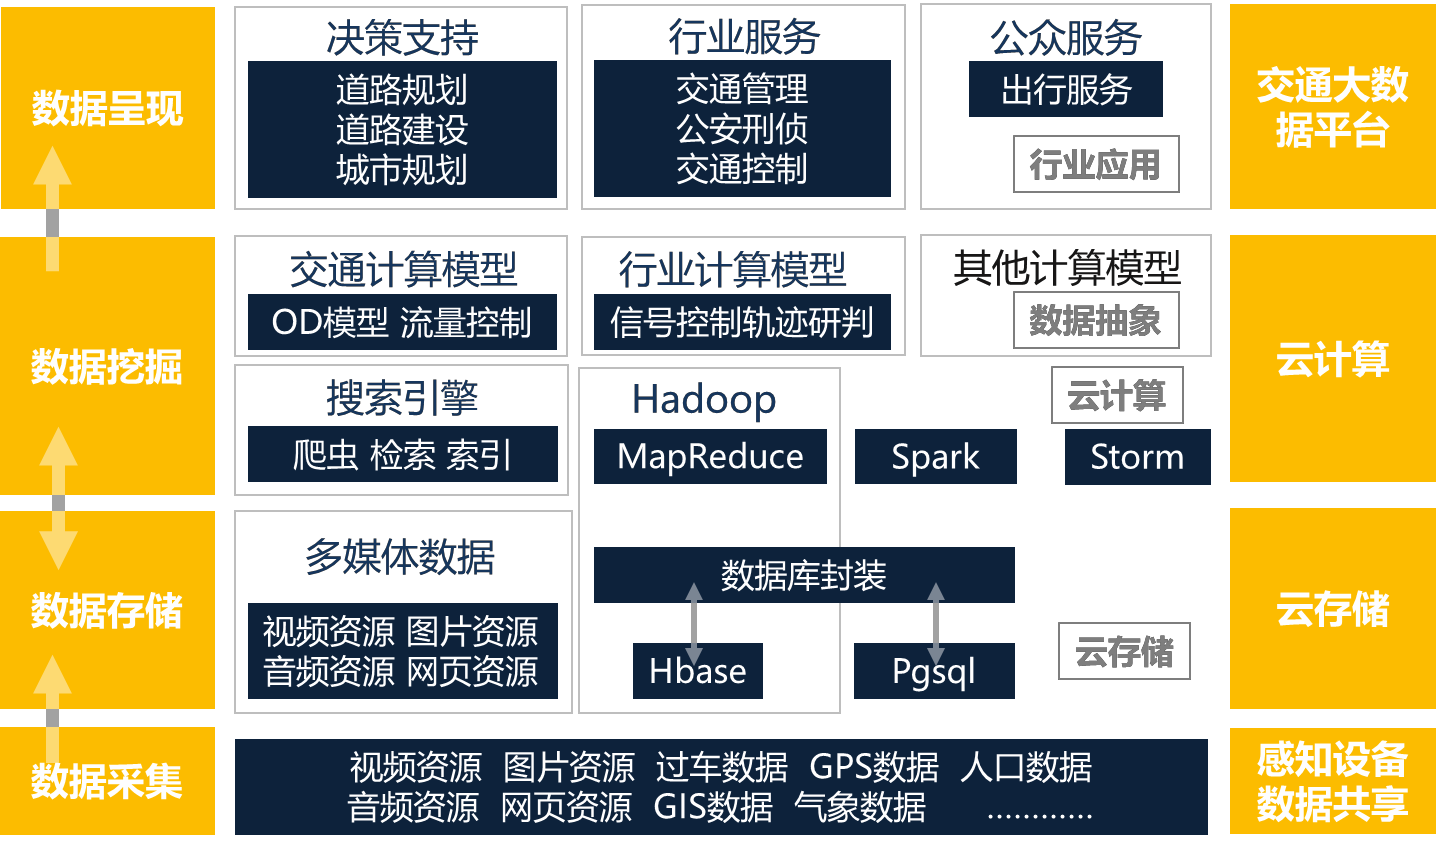 数据呈现
决策支持
道路规划
道路建设
城市规划
行业服务
交通管理
公安刑侦
交通控制
公众服务
出行服务
行业应用
交通大数
据平台
数据挖掘
交通计算模型
OD模型 流量控制
行业计算模型
信号控制轨迹研判
其他计算模型
数据抽象
云计算
搜索引擎
爬虫 检索 索引
Hadoop
MapReduce
Spark
Storm
云计算
数据存储
多媒体数据
视频资源 图片资源
音频资源 网页资源
数据库封装
Hbase
Pgsql
云存储
云存储
数据采集
视频资源 图片资源 过车数据 GPS数据 人口数据
音频资源 网页资源 GIS数据 气象数据 …………
感知设备
数据共享